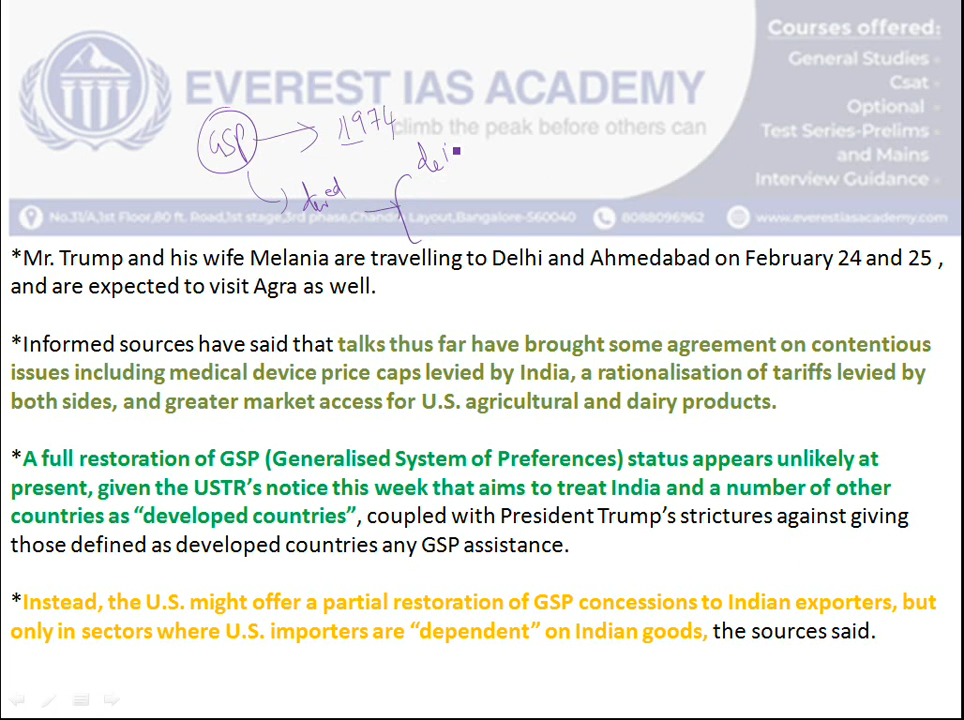 Courses offered:
General Studies
Csat
Optional
Test Series-Prelims
and Mains
Interview Guidance
EVEREST IAS ACADEMY
climb the peak before others can
GSP
1974
No.31/A,1st Floor,80 ft. Road,1st stage,3rd phase,Chandra Layout,Bangalore-560040
8088096962
www.everestiasacademy.com
*Mr. Trump and his wife Melania are travelling to Delhi and Ahmedabad on February 24 and 25 ,
and are expected to visit Agra as well.
*Informed sources have said that talks thus far have brought some agreement on contentious
issues including medical device price caps levied by India, a rationalisation of tariffs levied by
both sides, and greater market access for U.S. agricultural and dairy products.
*A full restoration of GSP (Generalised System of Preferences) status appears unlikely at
present, given the USTR’s notice this week that aims to treat India and a number of other
countries as “developed countries”, coupled with President Trump’s strictures against giving
those defined as developed countries any GSP assistance.
*Instead, the U.S. might offer a partial restoration of GSP concessions to Indian exporters, but
only in sectors where U.S. importers are “dependent” on Indian goods, the sources said.